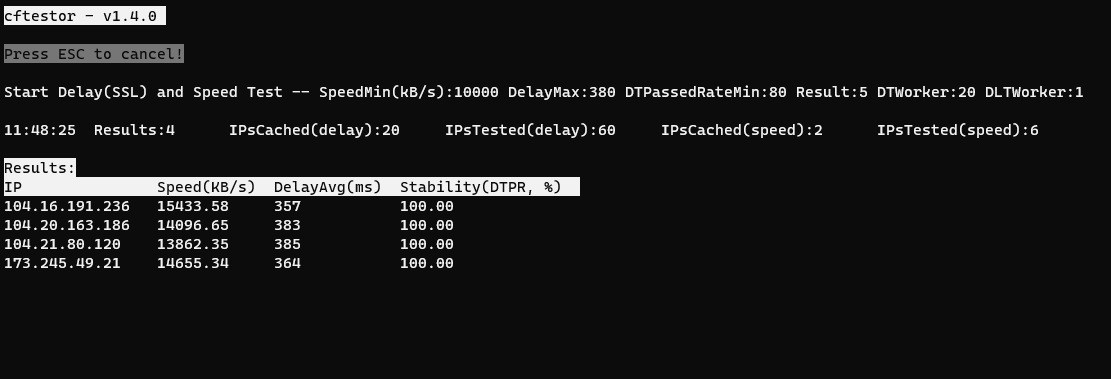 cftestor - v1.4.0
Press ESC to cancel!
Start Delay(SSL) and Speed Test -- SpeedMin(kB/s):10000 DelayMax:380 DTPassedRateMin:80 Result:5 DTWorker:20 DLTWorker:1
11:48:25  Results:4      IPsCached(delay):20     IPsTested(delay):60     IPsCached(speed):2      IPsTested(speed):6
Results:
IP               Speed(KB/s)  DelayAvg(ms)  Stability(DTPR, %)
104.16.191.236   15433.58     357           100.00
104.20.163.186   14096.65     383           100.00
104.21.80.120    13862.35     385           100.00
173.245.49.21    14655.34     364           100.00